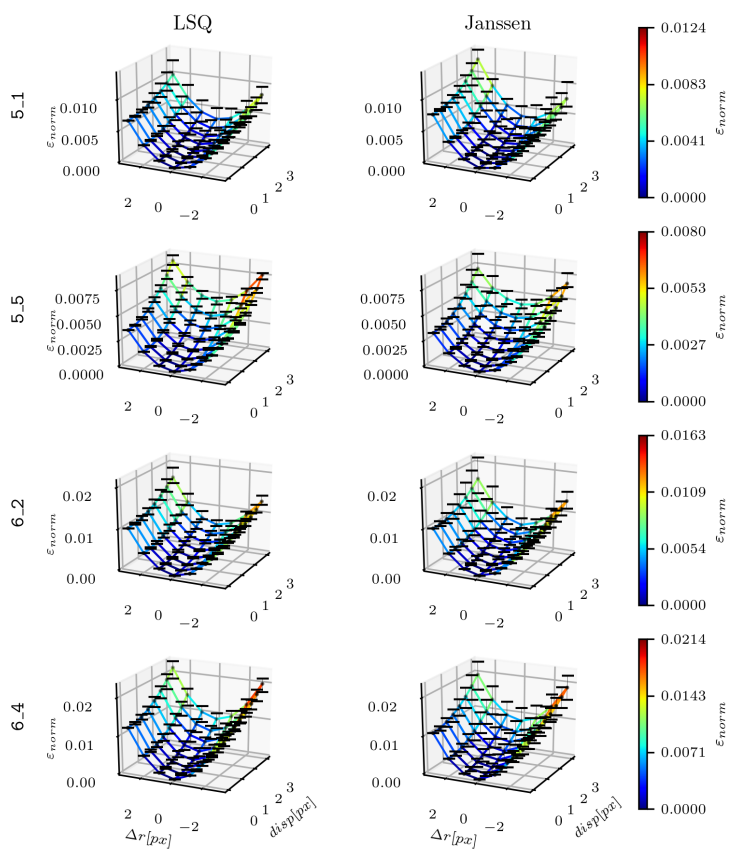 LSQ Janssen
5_1
ε_norm
0.010
0.005
0.000
2 0 −2
0 1 2 3
0.010
0.005
0.000
2 0 −2
0 1 2 3
0.0124
0.0083
0.0041
0.0000
ε_norm
5_5
ε_norm
0.0075
0.0050
0.0025
0.0000
2 0 −2
0 1 2 3
0.0075
0.0050
0.0025
0.0000
2 0 −2
0 1 2 3
0.0080
0.0053
0.0027
0.0000
ε_norm
6_2
ε_norm
0.02
0.01
0.00
2 0 −2
0 1 2 3
0.02
0.01
0.00
2 0 −2
0 1 2 3
0.0163
0.0109
0.0054
0.0000
ε_norm
6_4
ε_norm
0.02
0.01
0.00
2 0 −2
Δr[px]
0 1 2 3
disp[px]
0.02
0.01
0.00
2 0 −2
Δr[px]
0 1 2 3
disp[px]
0.0214
0.0143
0.0071
0.0000
ε_norm